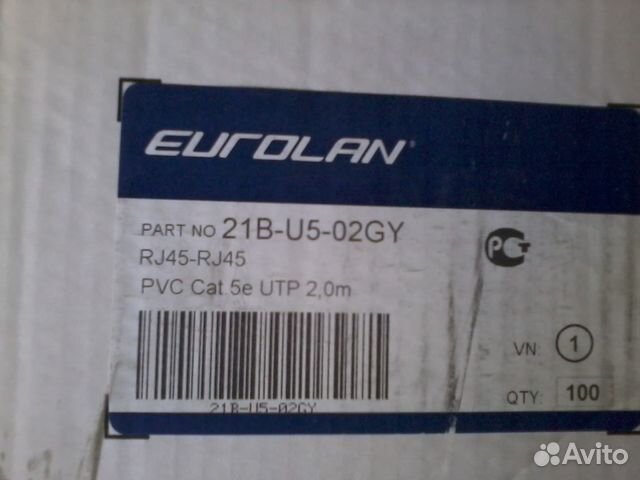 EUROLAN
PART NO 21B-U5-02GY
RJ45-RJ45
PVC Cat.5e UTP 2,0m
21B-U5-02GY
VN: 1
QTY: 100
Avito